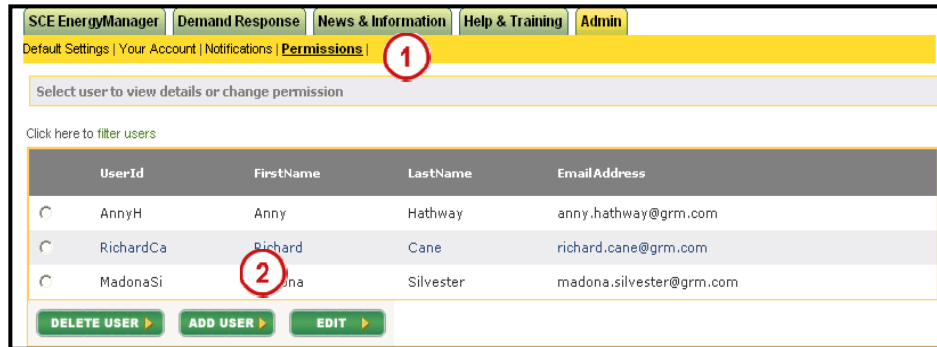 SCE EnergyManager Demand Response News & Information Help & Training Admin
Default Settings | Your Account | Notifications | Permissions |
1
Select user to view details or change permission
Click here to filter users
UserId FirstName LastName EmailAddress
AnnyH Anny Hathway anny.hathway@grm.com
RichardCa Richard Cane richard.cane@grm.com
MadonaSi 2 na Silvester madona.silvester@grm.com
DELETE USER ADD USER EDIT